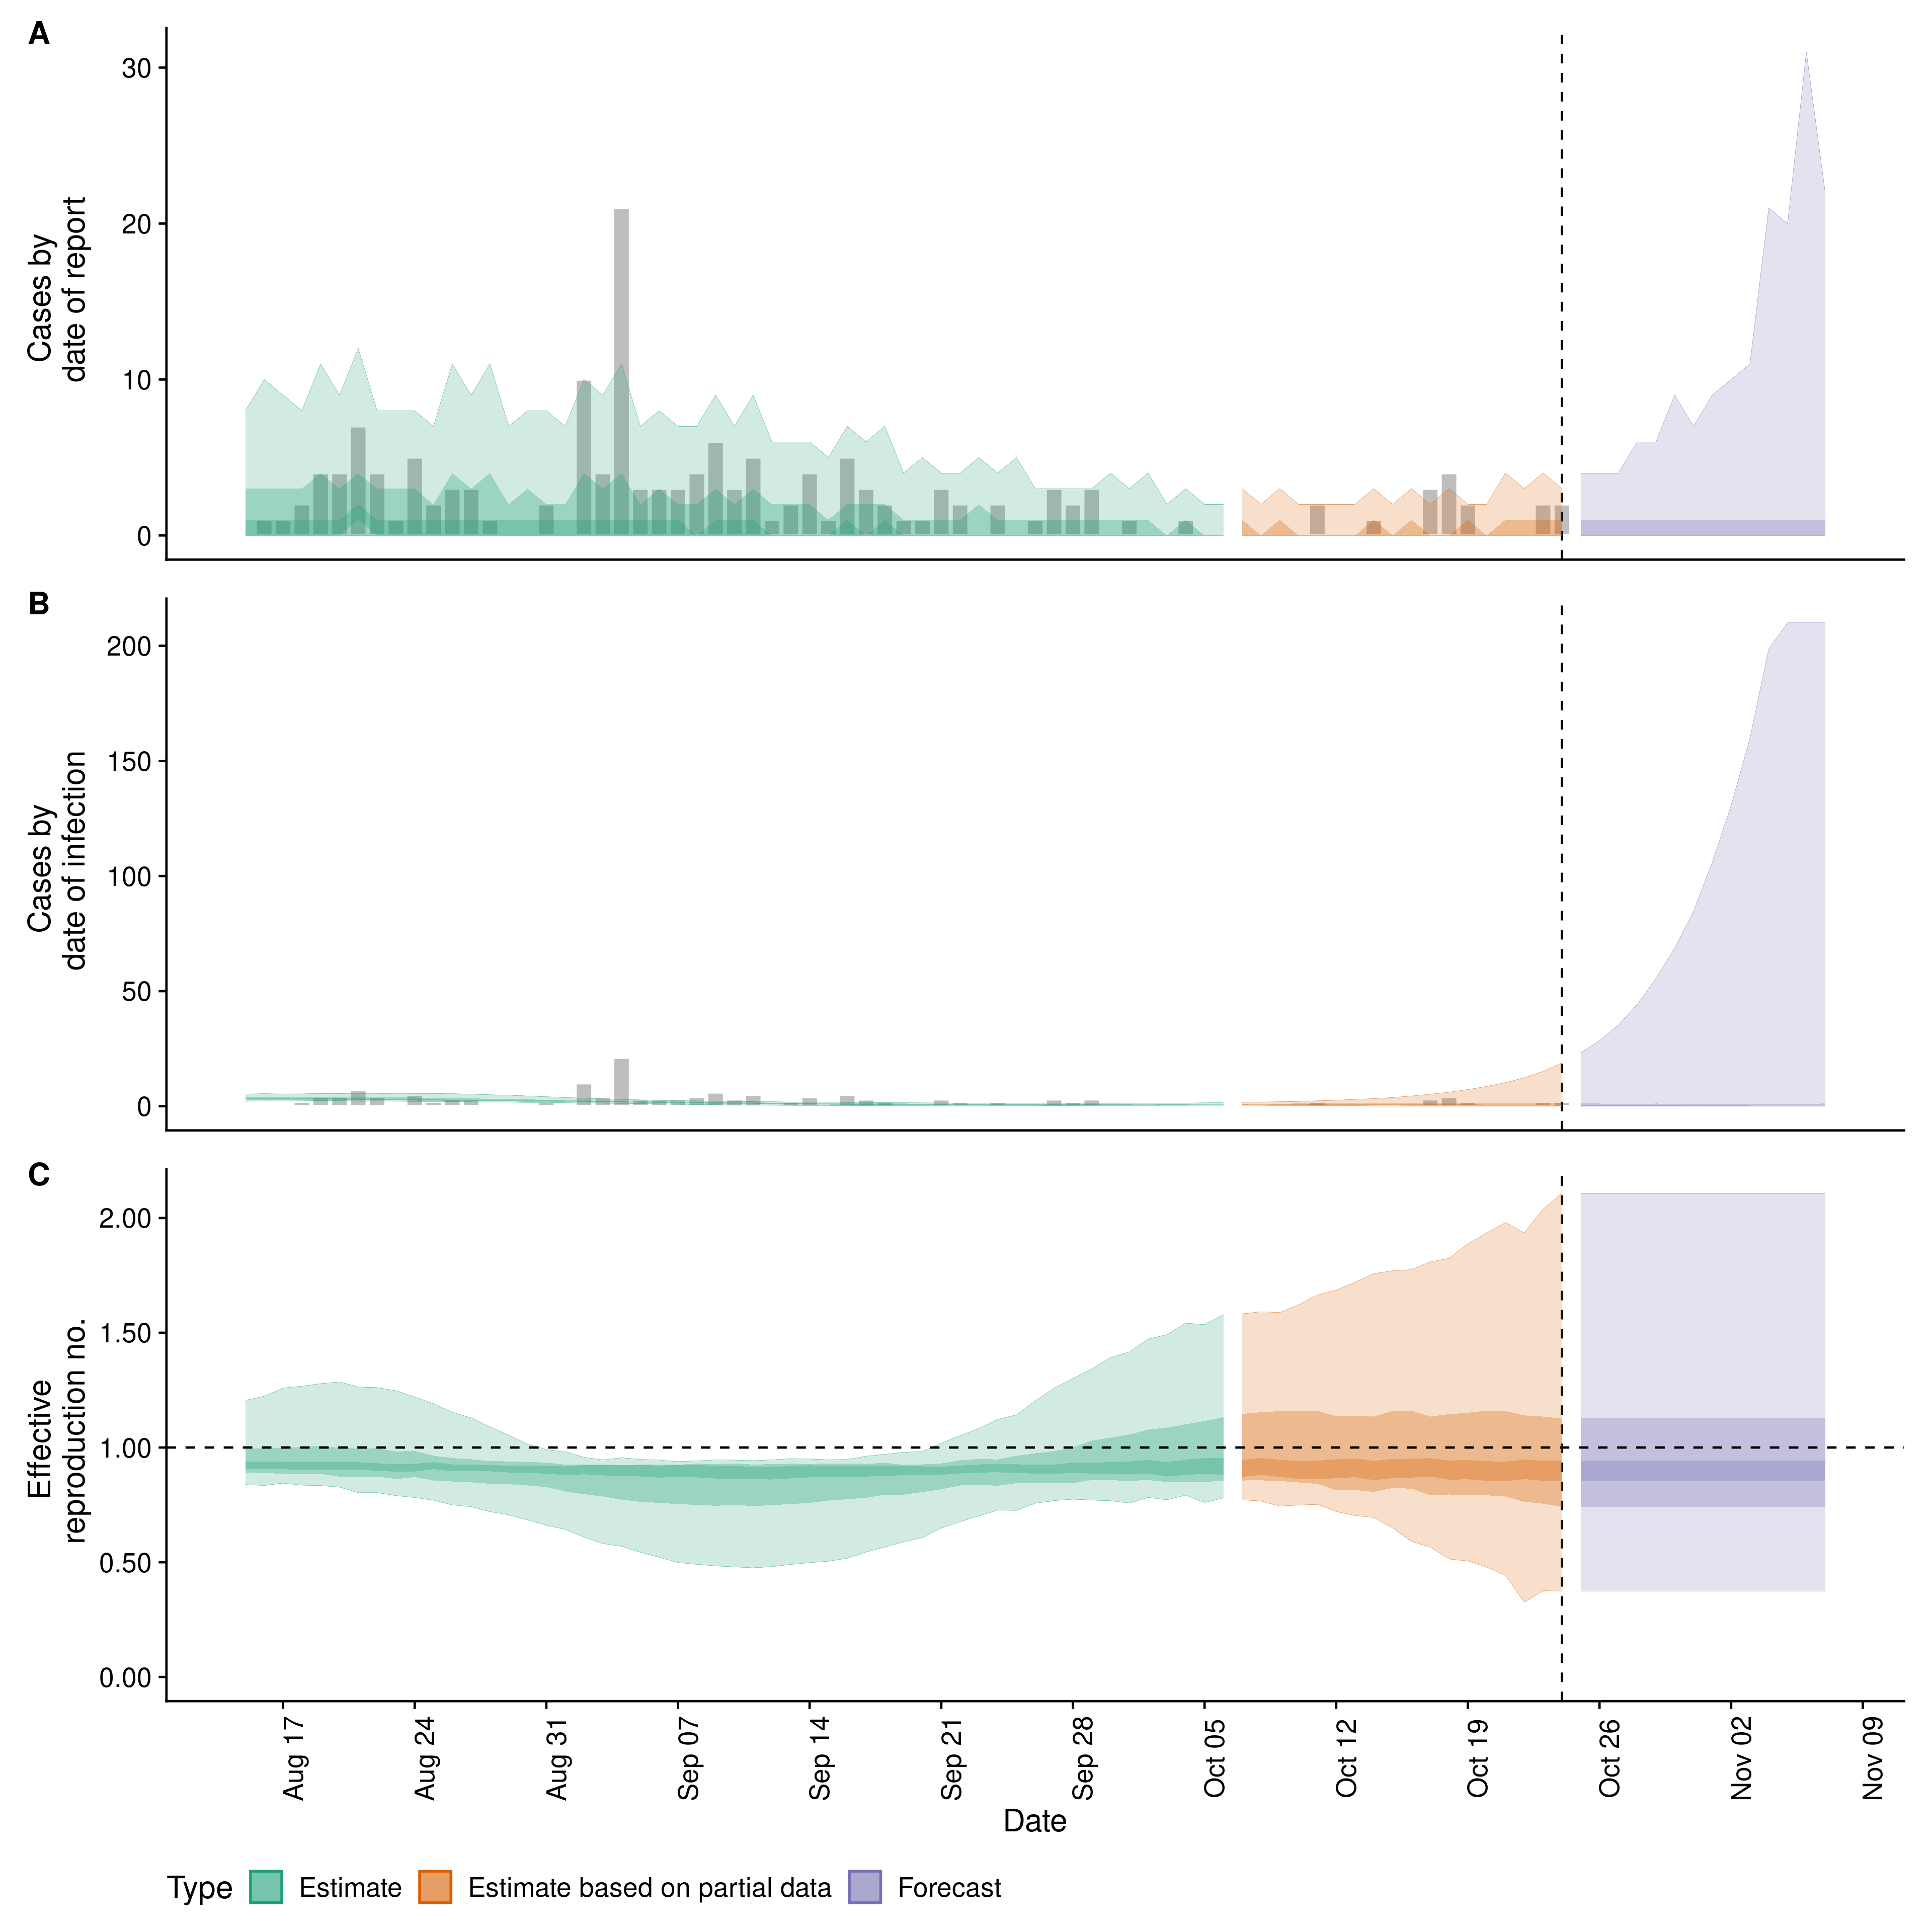 A
Cases by
date of report
30
20
10
0
B
Cases by
date of infection
200
150
100
50
0
C
Effective
reproduction no.
2.00
1.50
1.00
0.50
0.00
Aug 17
Aug 24
Aug 31
Sep 07
Sep 14
Sep 21
Sep 28
Oct 05
Oct 12
Oct 19
Oct 26
Nov 02
Nov 09
Date
Type Estimate Estimate based on partial data Forecast